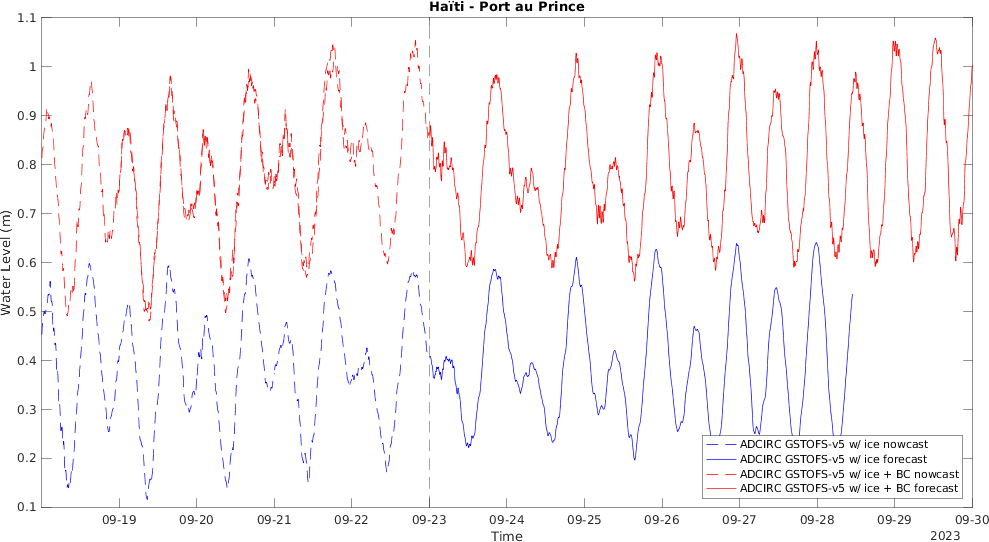 Haïti - Port au Prince
Water Level (m)
1.1
1
0.9
0.8
0.7
0.6
0.5
0.4
0.3
0.2
0.1
ADCIRC GSTOFS-v5 w/ ice nowcast
ADCIRC GSTOFS-v5 w/ ice forecast
ADCIRC GSTOFS-v5 w/ ice + BC nowcast
ADCIRC GSTOFS-v5 w/ ice + BC forecast
09-19 09-20 09-21 09-22 09-23 09-24 09-25 09-26 09-27 09-28 09-29 09-30
Time
2023